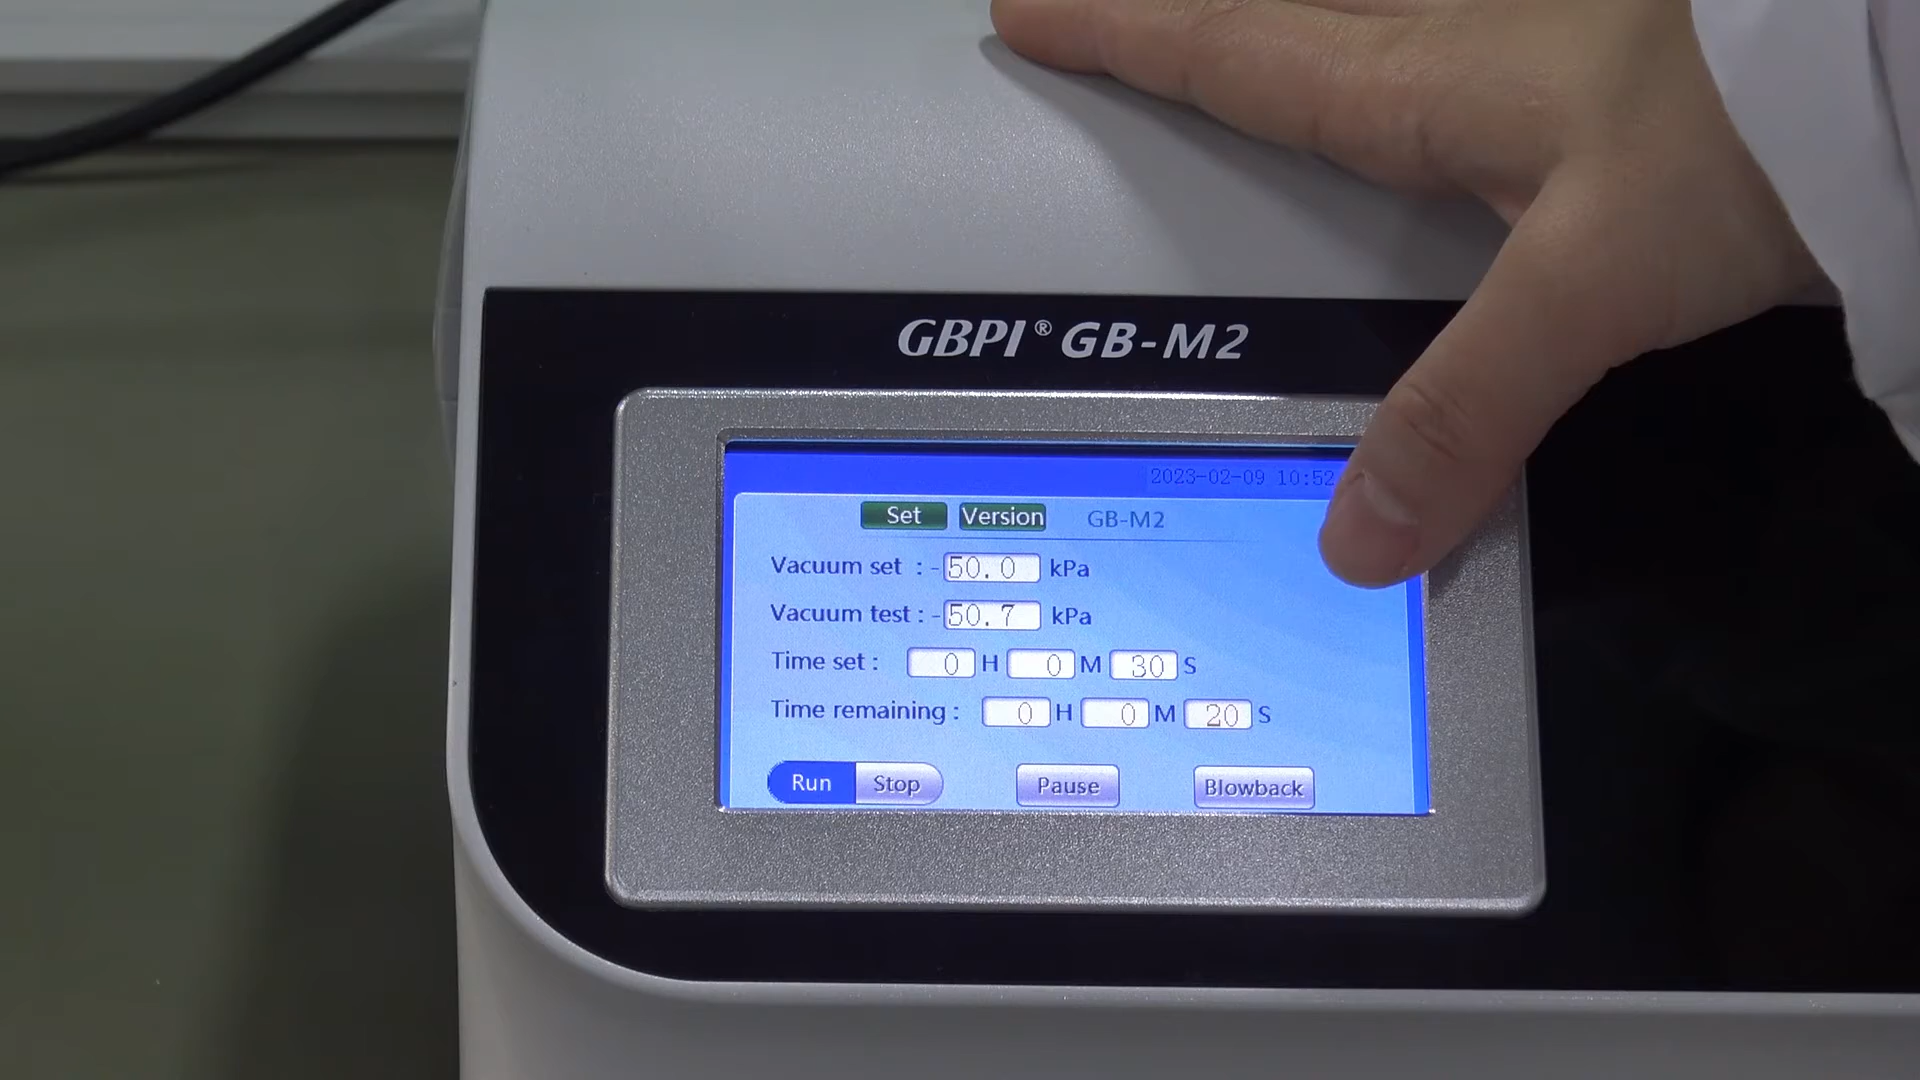 GBPI® GB-M2
2023-02-09 10:52
Set Version GB-M2
Vacuum set : - 50.0 kPa
Vacuum test : - 50.7 kPa
Time set : 0 H 0 M 30 S
Time remaining : 0 H 0 M 20 S
Run Stop Pause Blowback